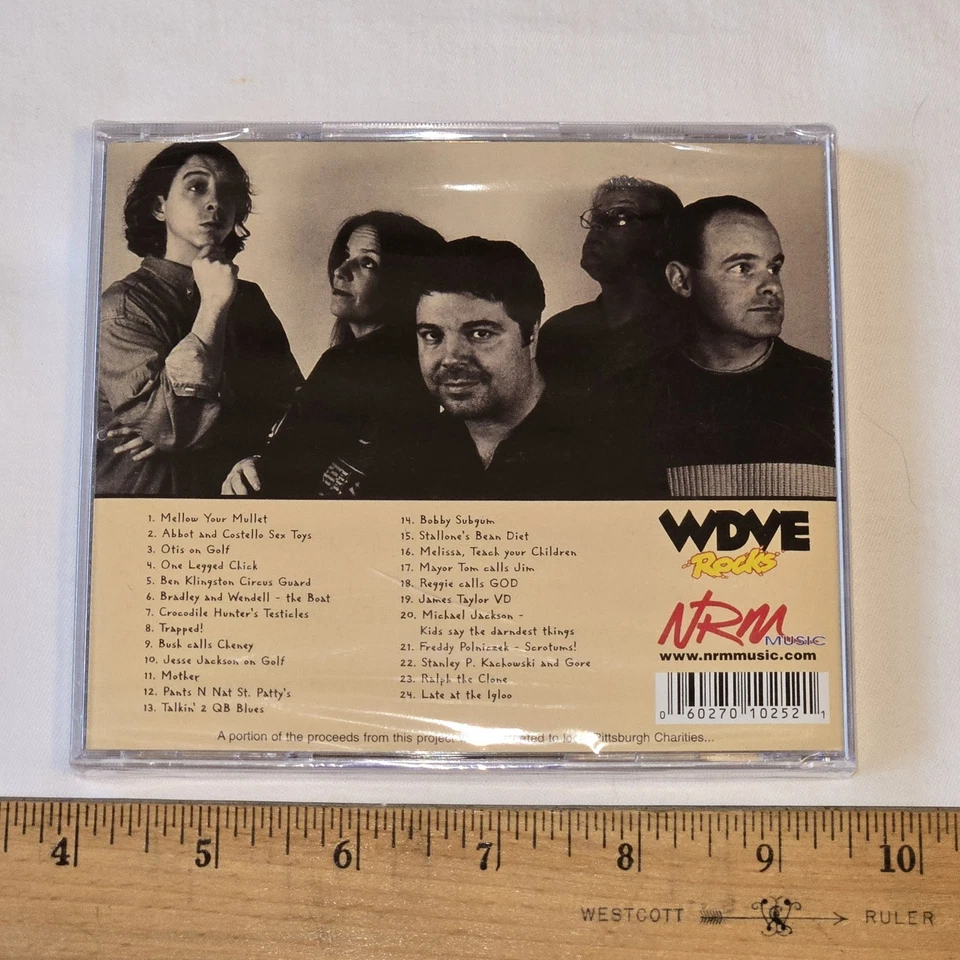 1. Mellow Your Mullet
2. Abbot and Costello Sex Toys
3. Otis on Golf
4. One Legged Chick
5. Ben Klingston Circus Guard
6. Bradley and Wendell - the Boat
7. Crocodile Hunter's Testicles
8. Trapped!
9. Bush calls Cheney
10. Jesse Jackson on Golf
11. Mother
12. Pants N Nat St. Patty's
13. Talkin' 2 QB Blues
14. Bobby Subgum
15. Stallone's Bean Diet
16. Melissa, Teach your Children
17. Mayor Tom calls Jim
18. Reggie calls GOD
19. James Taylor VD
20. Michael Jackson -
Kids say the darndest things
21. Freddy Polniczek - Scrotums!
22. Stanley P. Kachowski and Gore
23. Ralph the Clone
24. Late at the Igloo
WDVE
Rocks
NRM
MUSIC
www.nrmmusic.com
0 60270 10252 1
A portion of the proceeds from this project to Pittsburgh Charities...
4 5 6 7 8 9 10
WESTCOTT RULER